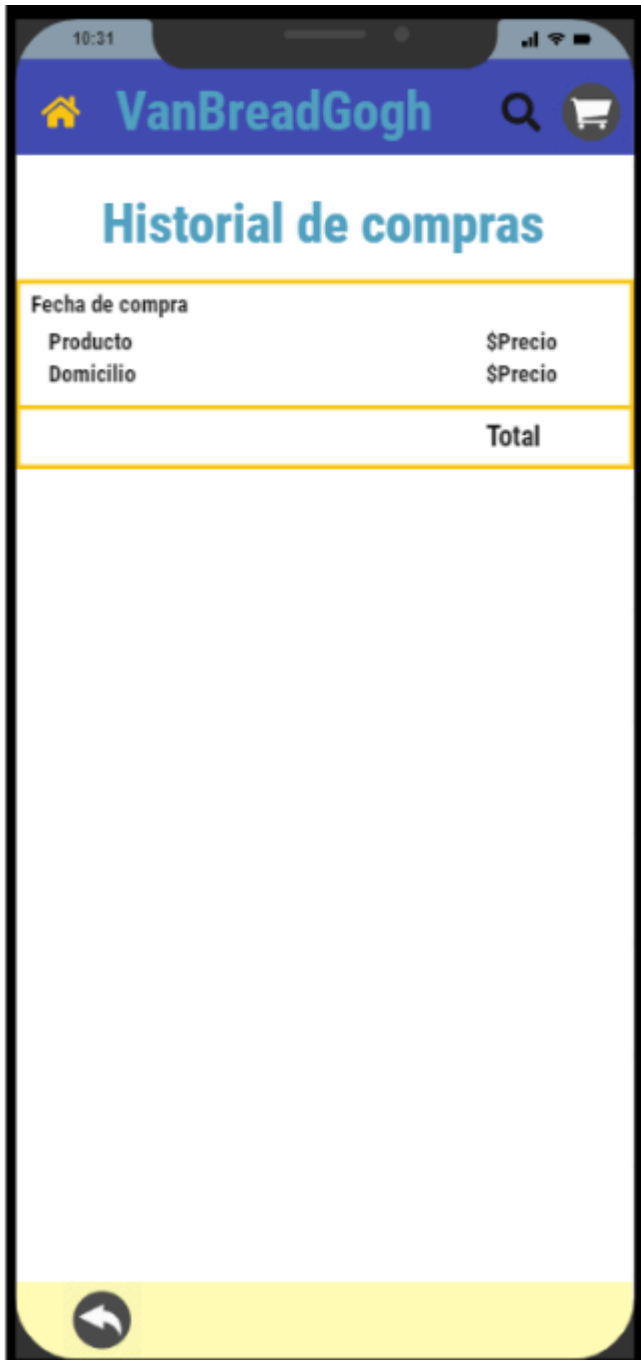 10:31
VanBreadGogh
Historial de compras
Fecha de compra
Producto $Precio
Domicilio $Precio
Total